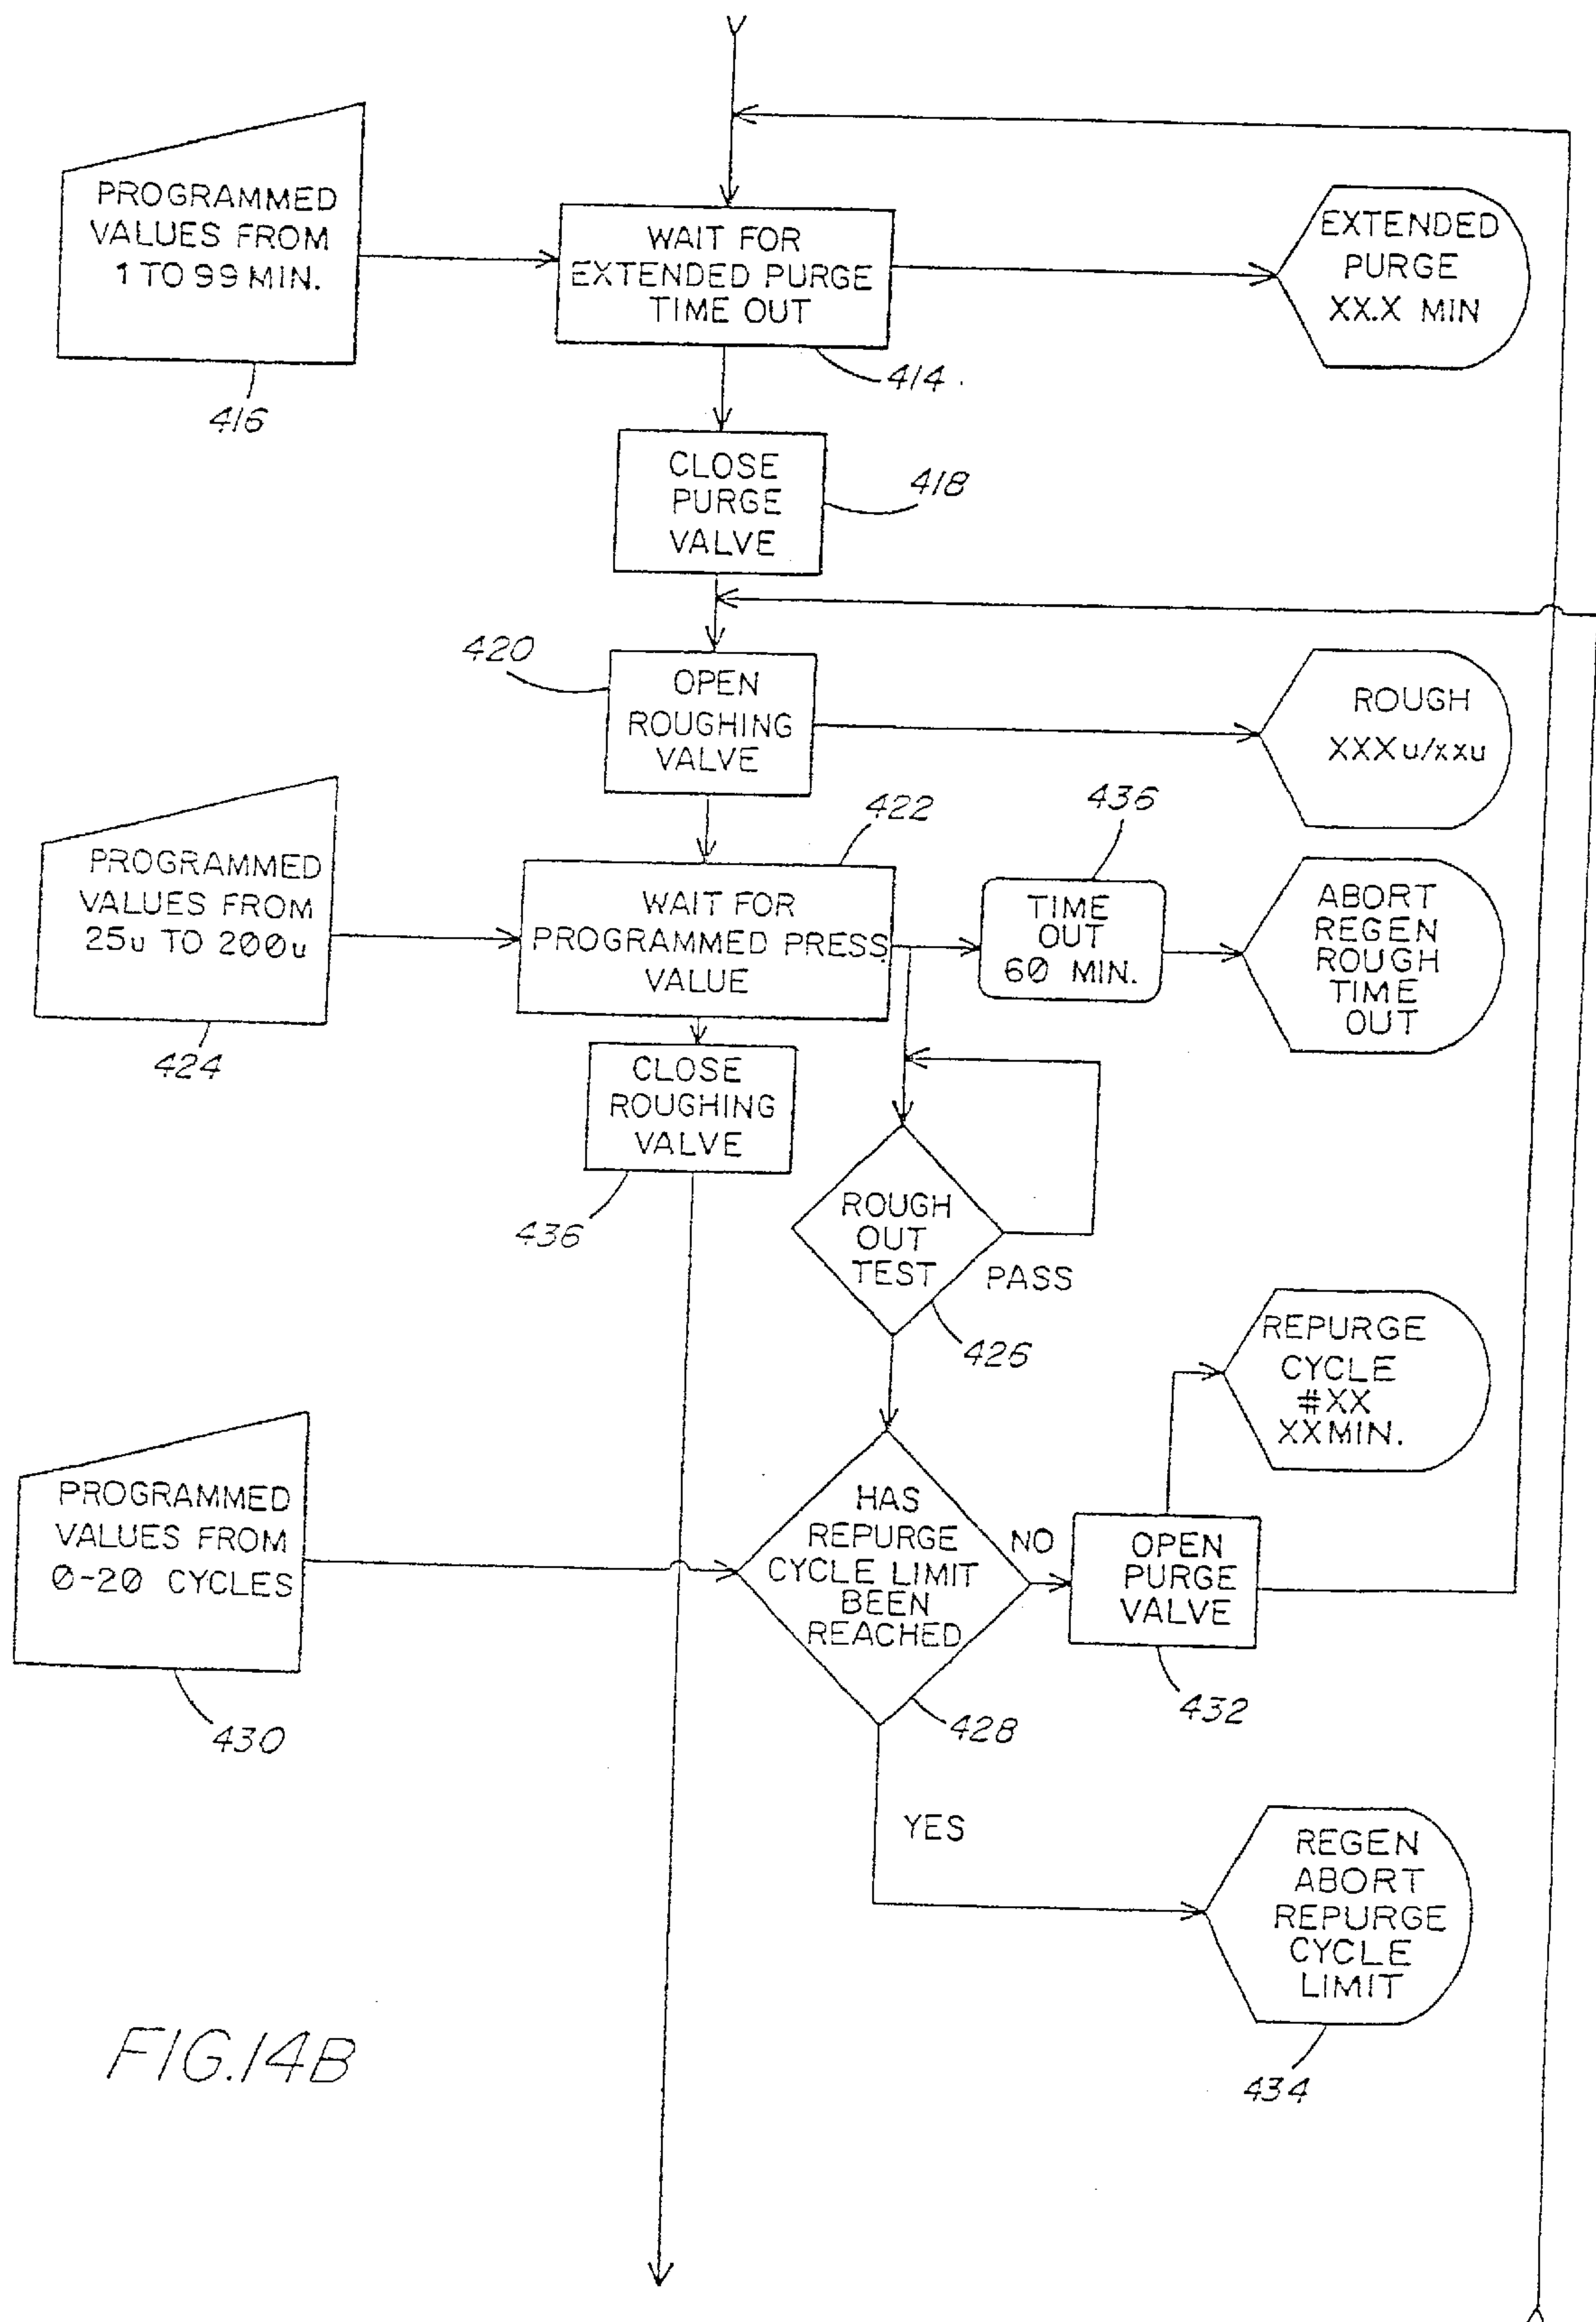 PROGRAMMED
VALUES FROM
1 TO 99 MIN.
416
WAIT FOR
EXTENDED PURGE
TIME OUT
414
EXTENDED
PURGE
XX.X MIN
CLOSE
PURGE
VALVE
418
420
OPEN
ROUGHING
VALVE
ROUGH
XXXu/xxu
PROGRAMMED
VALUES FROM
25u TO 200u
424
422
WAIT FOR
PROGRAMMED PRESS
VALUE
436
TIME
OUT
60 MIN.
ABORT
REGEN
ROUGH
TIME
OUT
CLOSE
ROUGHING
VALVE
436
ROUGH
OUT
TEST
PASS
426
REPURGE
CYCLE
#XX
XXMIN.
PROGRAMMED
VALUES FROM
0-20 CYCLES
430
HAS
REPURGE
CYCLE LIMIT
BEEN
REACHED
428
NO
OPEN
PURGE
VALVE
432
YES
REGEN
ABORT
REPURGE
CYCLE
LIMIT
434
FIG.14B